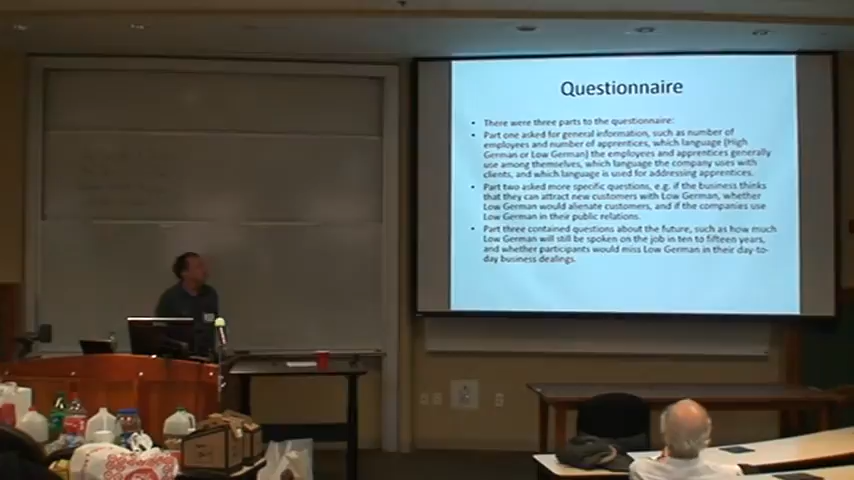 Questionnaire
• There were three parts to the questionnaire:
• Part one asked for general information, such as number of
employees and number of apprentices, which language (High
German or Low German) the employees and apprentices generally
use among themselves, which language the company uses with
clients, and which language is used for addressing apprentices.
• Part two asked more specific questions, e.g. if the business thinks
that they can attract new customers with Low German, whether
Low German would alienate customers, and if the companies use
Low German in their public relations.
• Part three contained questions about the future, such as how much
Low German will still be spoken on the job in ten to fifteen years,
and whether participants would miss Low German in their day-to-
day business dealings.